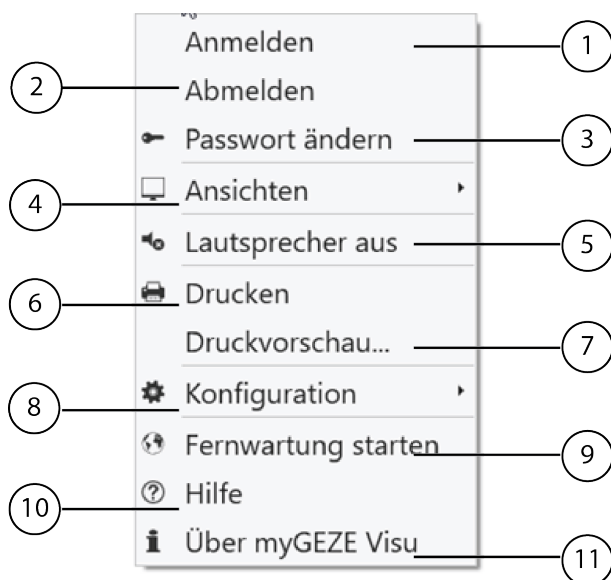 Anmelden
1
2
Abmelden
Passwort ändern
3
4
Ansichten
Lautsprecher aus
5
6
Drucken
Druckvorschau...
7
8
Konfiguration
Fernwartung starten
9
10
Hilfe
Über myGEZE Visu
11